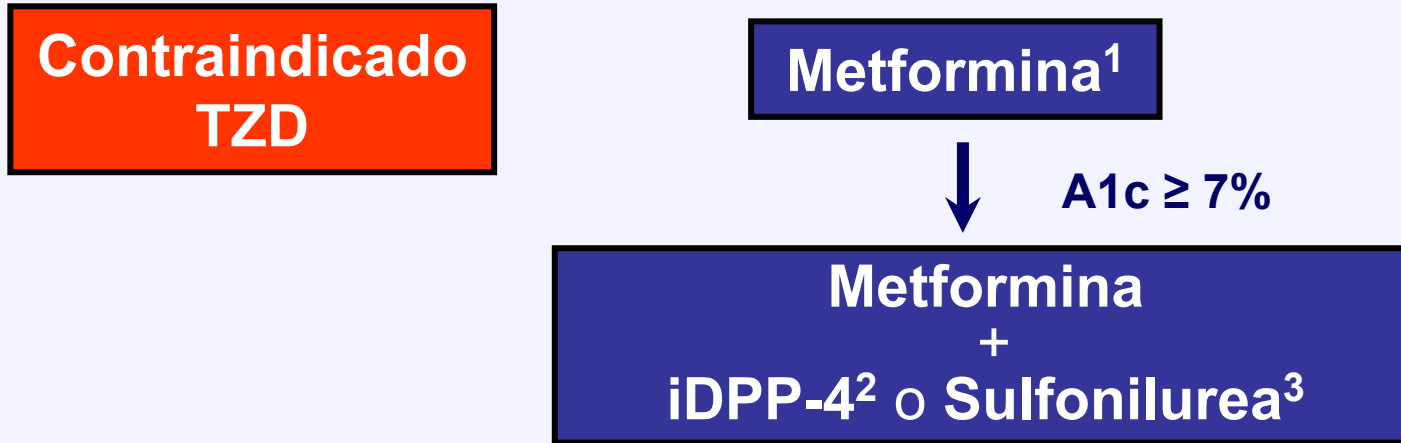 Contraindicado
TZD
Metformina¹
A1c ≥ 7%
Metformina
+
iDPP-4² o Sulfonilurea³